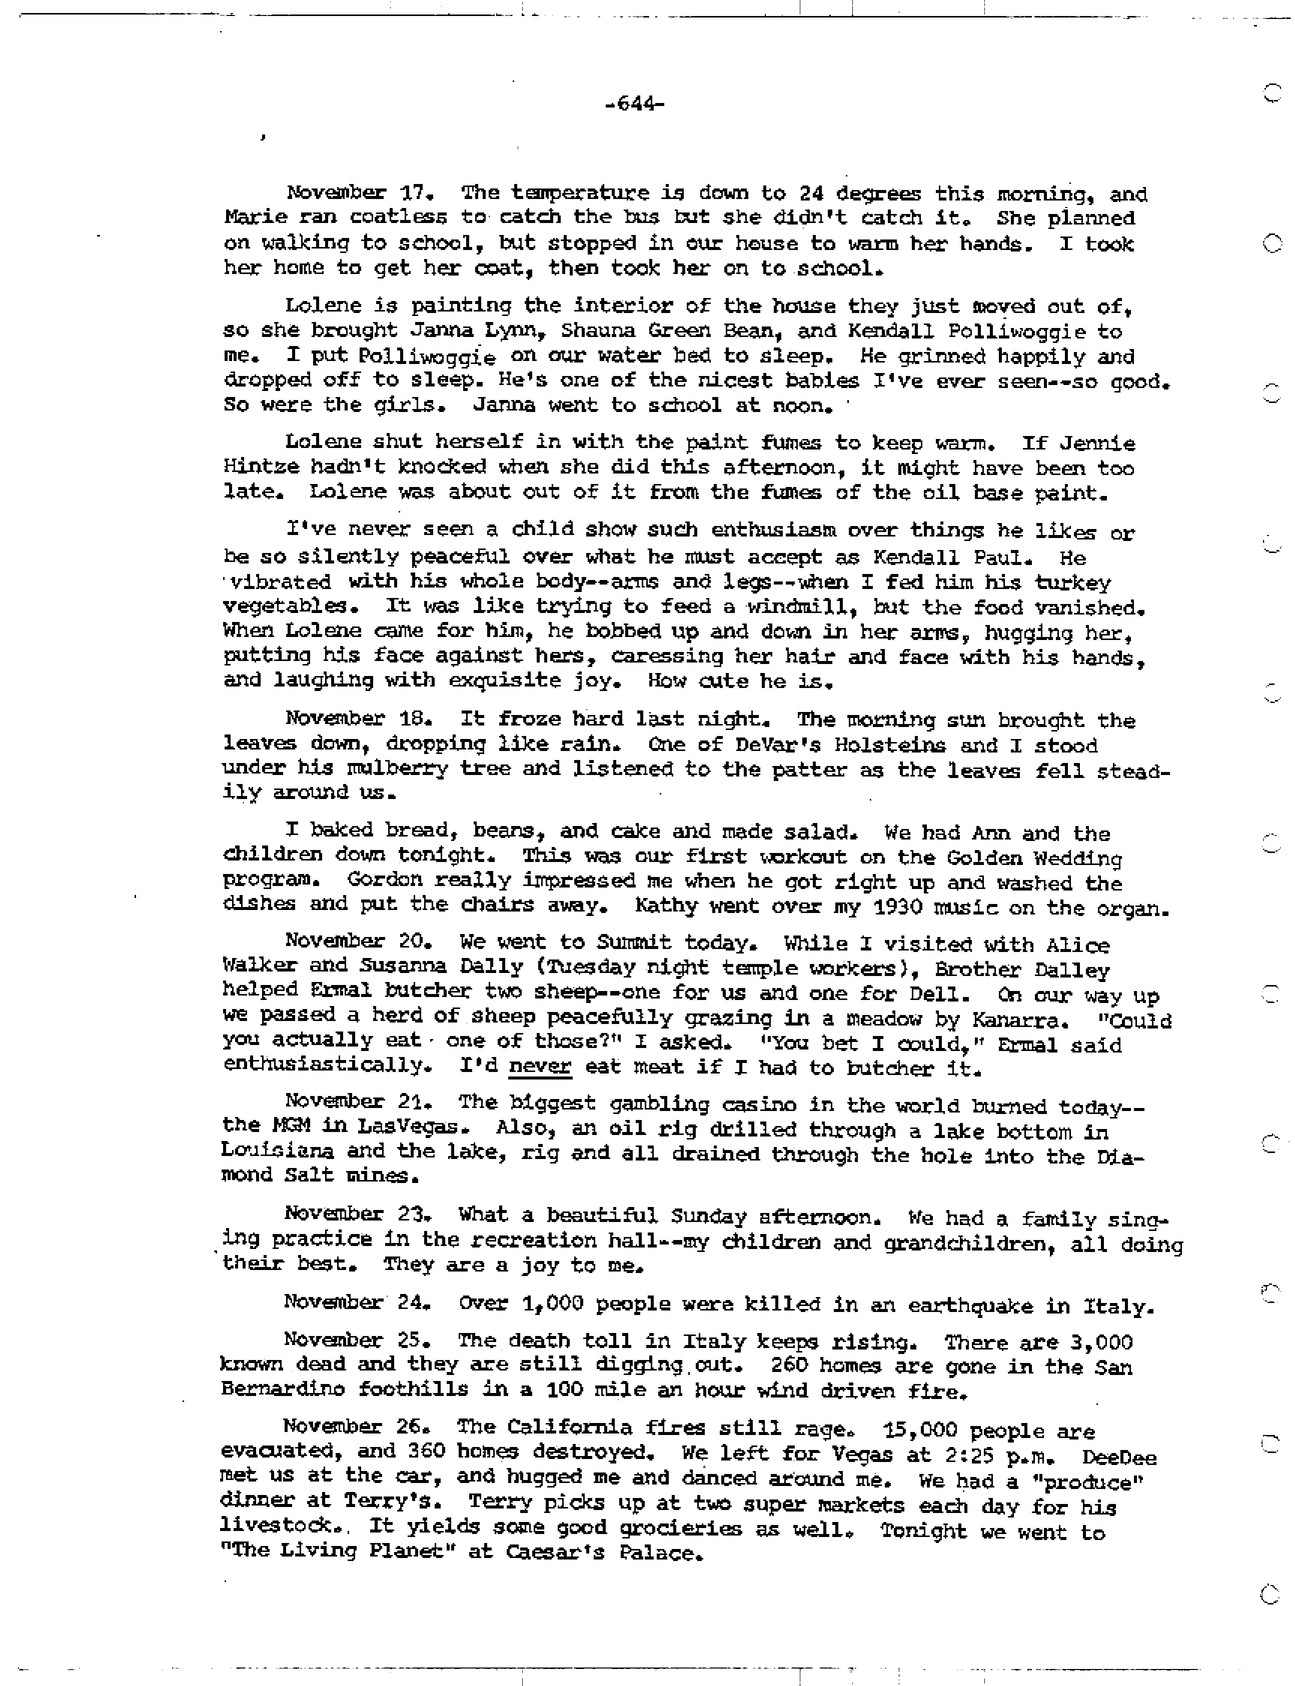 -644-
November 17. The temperature is down to 24 degrees this morning, and
Marie ran coatless to catch the bus but she didn't catch it. She planned
on walking to school, but stopped in our house to warm her hands. I took
her home to get her coat, then took her on to school.
Lolene is painting the interior of the house they just moved out of,
so she brought Janna Lynn, Shauna Green Bean, and Kendall Polliwoggie to
me. I put Polliwoggie on our water bed to sleep. He grinned happily and
dropped off to sleep. He's one of the nicest babies I've ever seen--so good.
So were the girls. Janna went to school at noon.
Lolene shut herself in with the paint fumes to keep warm. If Jennie
Hintze hadn't knocked when she did this afternoon, it might have been too
late. Lolene was about out of it from the fumes of the oil base paint.
I've never seen a child show such enthusiasm over things he likes or
be so silently peaceful over what he must accept as Kendall Paul. He
vibrated with his whole body--arms and legs--when I fed him his turkey
vegetables. It was like trying to feed a windmill, but the food vanished.
When Lolene came for him, he bobbed up and down in her arms, hugging her,
putting his face against hers, caressing her hair and face with his hands,
and laughing with exquisite joy. How cute he is.
November 18. It froze hard last night. The morning sun brought the
leaves down, dropping like rain. One of DeVar's Holsteins and I stood
under his mulberry tree and listened to the patter as the leaves fell stead-
ily around us.
I baked bread, beans, and cake and made salad. We had Ann and the
children down tonight. This was our first workout on the Golden Wedding
program. Gordon really impressed me when he got right up and washed the
dishes and put the chairs away. Kathy went over my 1930 music on the organ.
November 20. We went to Summit today. While I visited with Alice
Walker and Susanna Dally (Tuesday night temple workers), Brother Dalley
helped Ermal butcher two sheep--one for us and one for Dell. On our way up
we passed a herd of sheep peacefully grazing in a meadow by Kanarra. "Could
you actually eat one of those?" I asked. "You bet I could," Ermal said
enthusiastically. I'd never eat meat if I had to butcher it.
November 21. The biggest gambling casino in the world burned today--
the MGM in LasVegas. Also, an oil rig drilled through a lake bottom in
Louisiana and the lake, rig and all drained through the hole into the Dia-
mond Salt mines.
November 23. What a beautiful Sunday afternoon. We had a family sing-
ing practice in the recreation hall--my children and grandchildren, all doing
their best. They are a joy to me.
November 24. Over 1,000 people were killed in an earthquake in Italy.
November 25. The death toll in Italy keeps rising. There are 3,000
known dead and they are still digging out. 260 homes are gone in the San
Bernardino foothills in a 100 mile an hour wind driven fire.
November 26. The California fires still rage. 15,000 people are
evacuated, and 360 homes destroyed. We left for Vegas at 2:25 p.m. DeeDee
met us at the car, and hugged me and danced around me. We had a "produce"
dinner at Terry's. Terry picks up at two super markets each day for his
livestock. It yields some good grocieries as well. Tonight we went to
"The Living Planet" at Caesar's Palace.